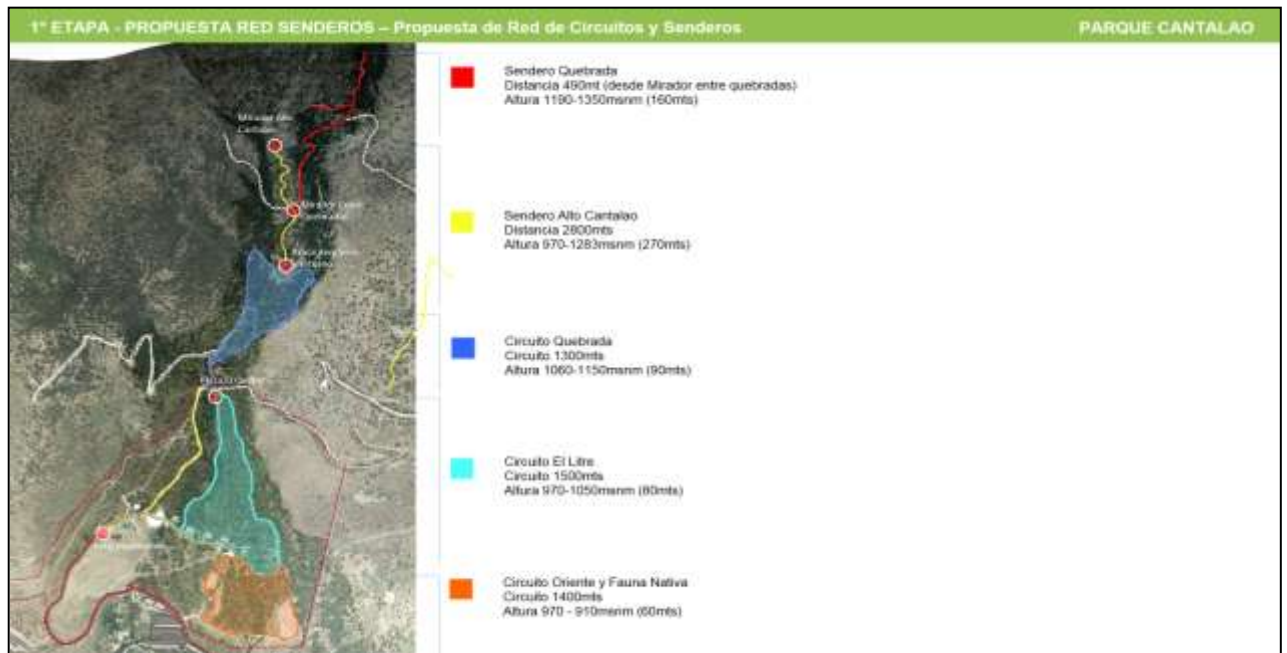 1° ETAPA - PROPUESTA RED SENDEROS – Propuesta de Red de Circuitos y Senderos
PARQUE CANTALAO
Sendero Quebrada
Distancia 490mt (desde Mirador entre quebradas)
Altura 1190-1350msnm (160mts)
Mirador Alto
Cantalao
Sendero Alto Cantalao
Distancia 2800mts
Altura 970-1283msnm (270mts)
Circuito Quebrada
Circuito 1300mts
Altura 1060-1150msnm (90mts)
Circuito El Litre
Circuito 1500mts
Altura 970-1050msnm (80mts)
Circuito Oriente y Fauna Nativa
Circuito 1400mts
Altura 970 - 910msnm (60mts)